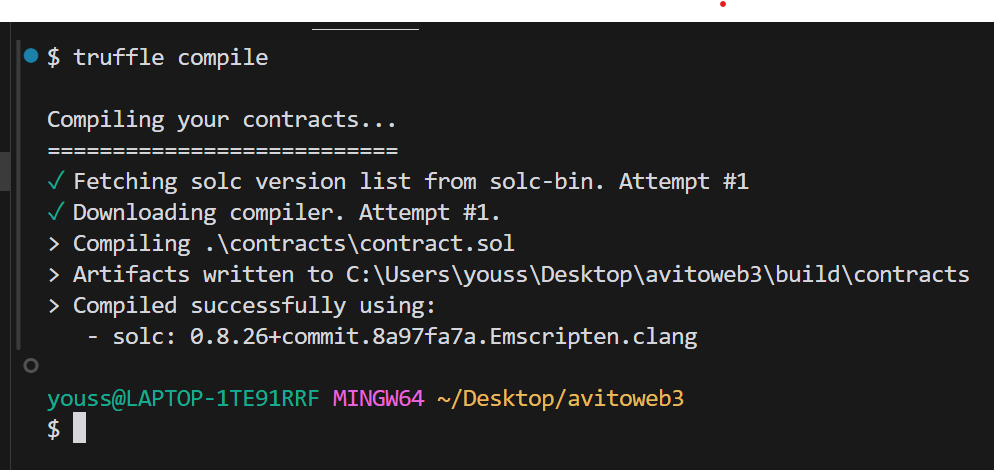 $ truffle compile
Compiling your contracts...
===========================
✓ Fetching solc version list from solc-bin. Attempt #1
✓ Downloading compiler. Attempt #1.
> Compiling .\contracts\contract.sol
> Artifacts written to C:\Users\youss\Desktop\avitoweb3\build\contracts
> Compiled successfully using:
- solc: 0.8.26+commit.8a97fa7a.Emscripten.clang
youss@LAPTOP-1TE91RRF MINGW64 ~/Desktop/avitoweb3
$